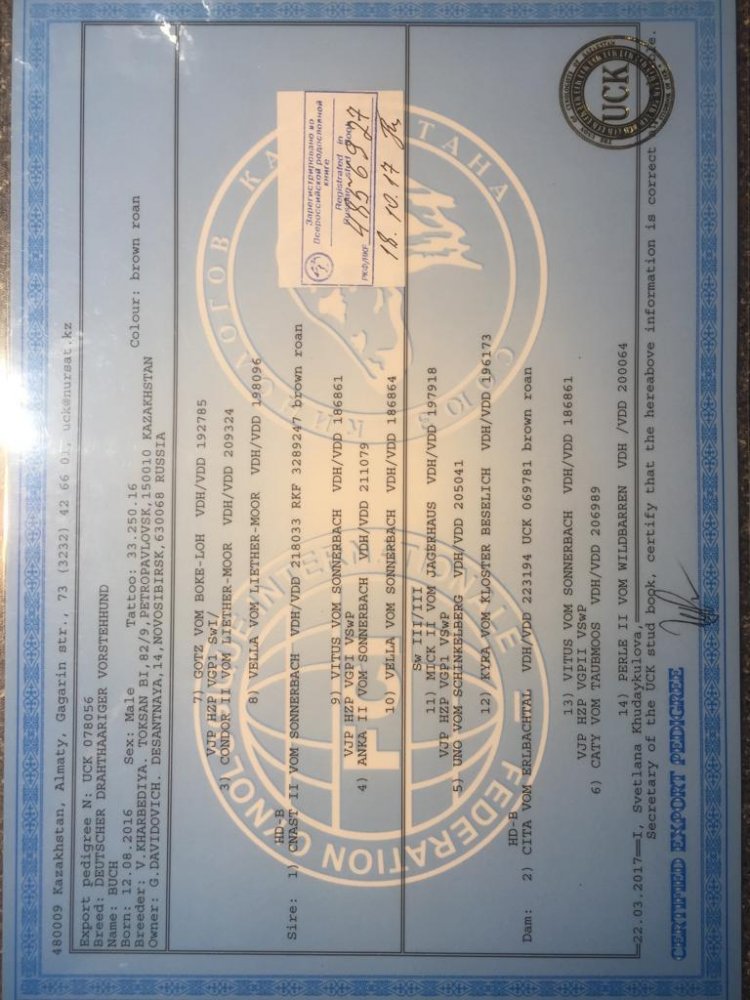 480009 Kazakhstan, Almaty, Gagarin str., 73 (3232) 42 66 01, uck@nursat.kz
Export pedigree N: UCK 078056
Breed: DEUTSCHER DRAHTHAARIGER VORSTEHHUND
Name: BUCH
Born: 12.08.2016 Sex: Male Tattoo: 33.250.16 Colour: brown roan
Breeder: V.KHARBEDIYA. TOKSAN BI,82/9,PETROPAVLOVSK,150010 KAZAKHSTAN
Owner: G.DAVIDOVICH. DESANTNAYA,14,NOVOSIBIRSK,630068 RUSSIA
7) GOTZ VOM BOKE-LOH VDH/VDD 192785
VJP HZP VGP1 SWI/
3) CONDOR II VOM LIETHER-MOOR VDH/VDD 209324
8) VELLA VOM LIETHER-MOOR VDH/VDD 198096
HD-B
Sire: 1) CNAST II VOM SONNERBACH VDH/VDD 218033 RKF 3289247 brown roan
9) VITUS VOM SONNERBACH VDH/VDD 186861
VJP HZP VGPI VSwP
4) ANKA II VOM SONNERBACH VDH/VDD 211079
10) VELLA VOM SONNERBACH VDH/VDD 186864
Sw III/III
11) MICK II VOM JAGERHAUS VDH/VDD 197918
VJP HZP VGP1 VSwP
5) UNO VOM SCHINKELBERG VDH/VDD 205041
12) KYRA VOM KLOSTER BESELICH VDH/VDD 196173
HD-B
Dam: 2) CITA VOM ERLBACHTAL VDH/VDD 223194 UCK 069781 brown roan
13) VITUS VOM SONNERBACH VDH/VDD 186861
VJP HZP VGPII VSwP
6) CATY VOM TAUBMOOS VDH/VDD 206989
14) PERLE II VOM WILDBARREN VDH /VDD 200064
22.03.2017 I, Svetlana Khudaykulova,
Secretary of the UCK stud book, certify that the hereabove information is correct
CERTIFIED EXPORT PEDIGREE
Зарегистрировано во
Всероссийской родословной
книге
Registrated in
РКФ/RKF 4836927
18.10.17
UCK
СОЮЗ КИНОЛОГОВ КАЗАХСТАНА